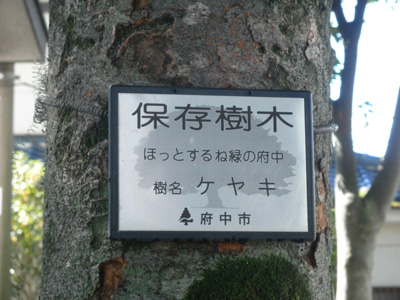 保存樹木
ほっとするね緑の府中
樹名 ケヤキ
府中市